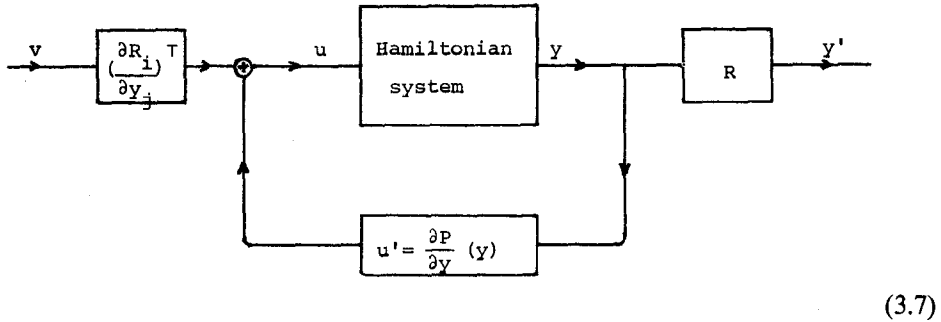 v
(∂R_i/∂y_j)^T
u
Hamiltonian
system
y
R
y'
u' = ∂P/∂y (y)
(3.7)